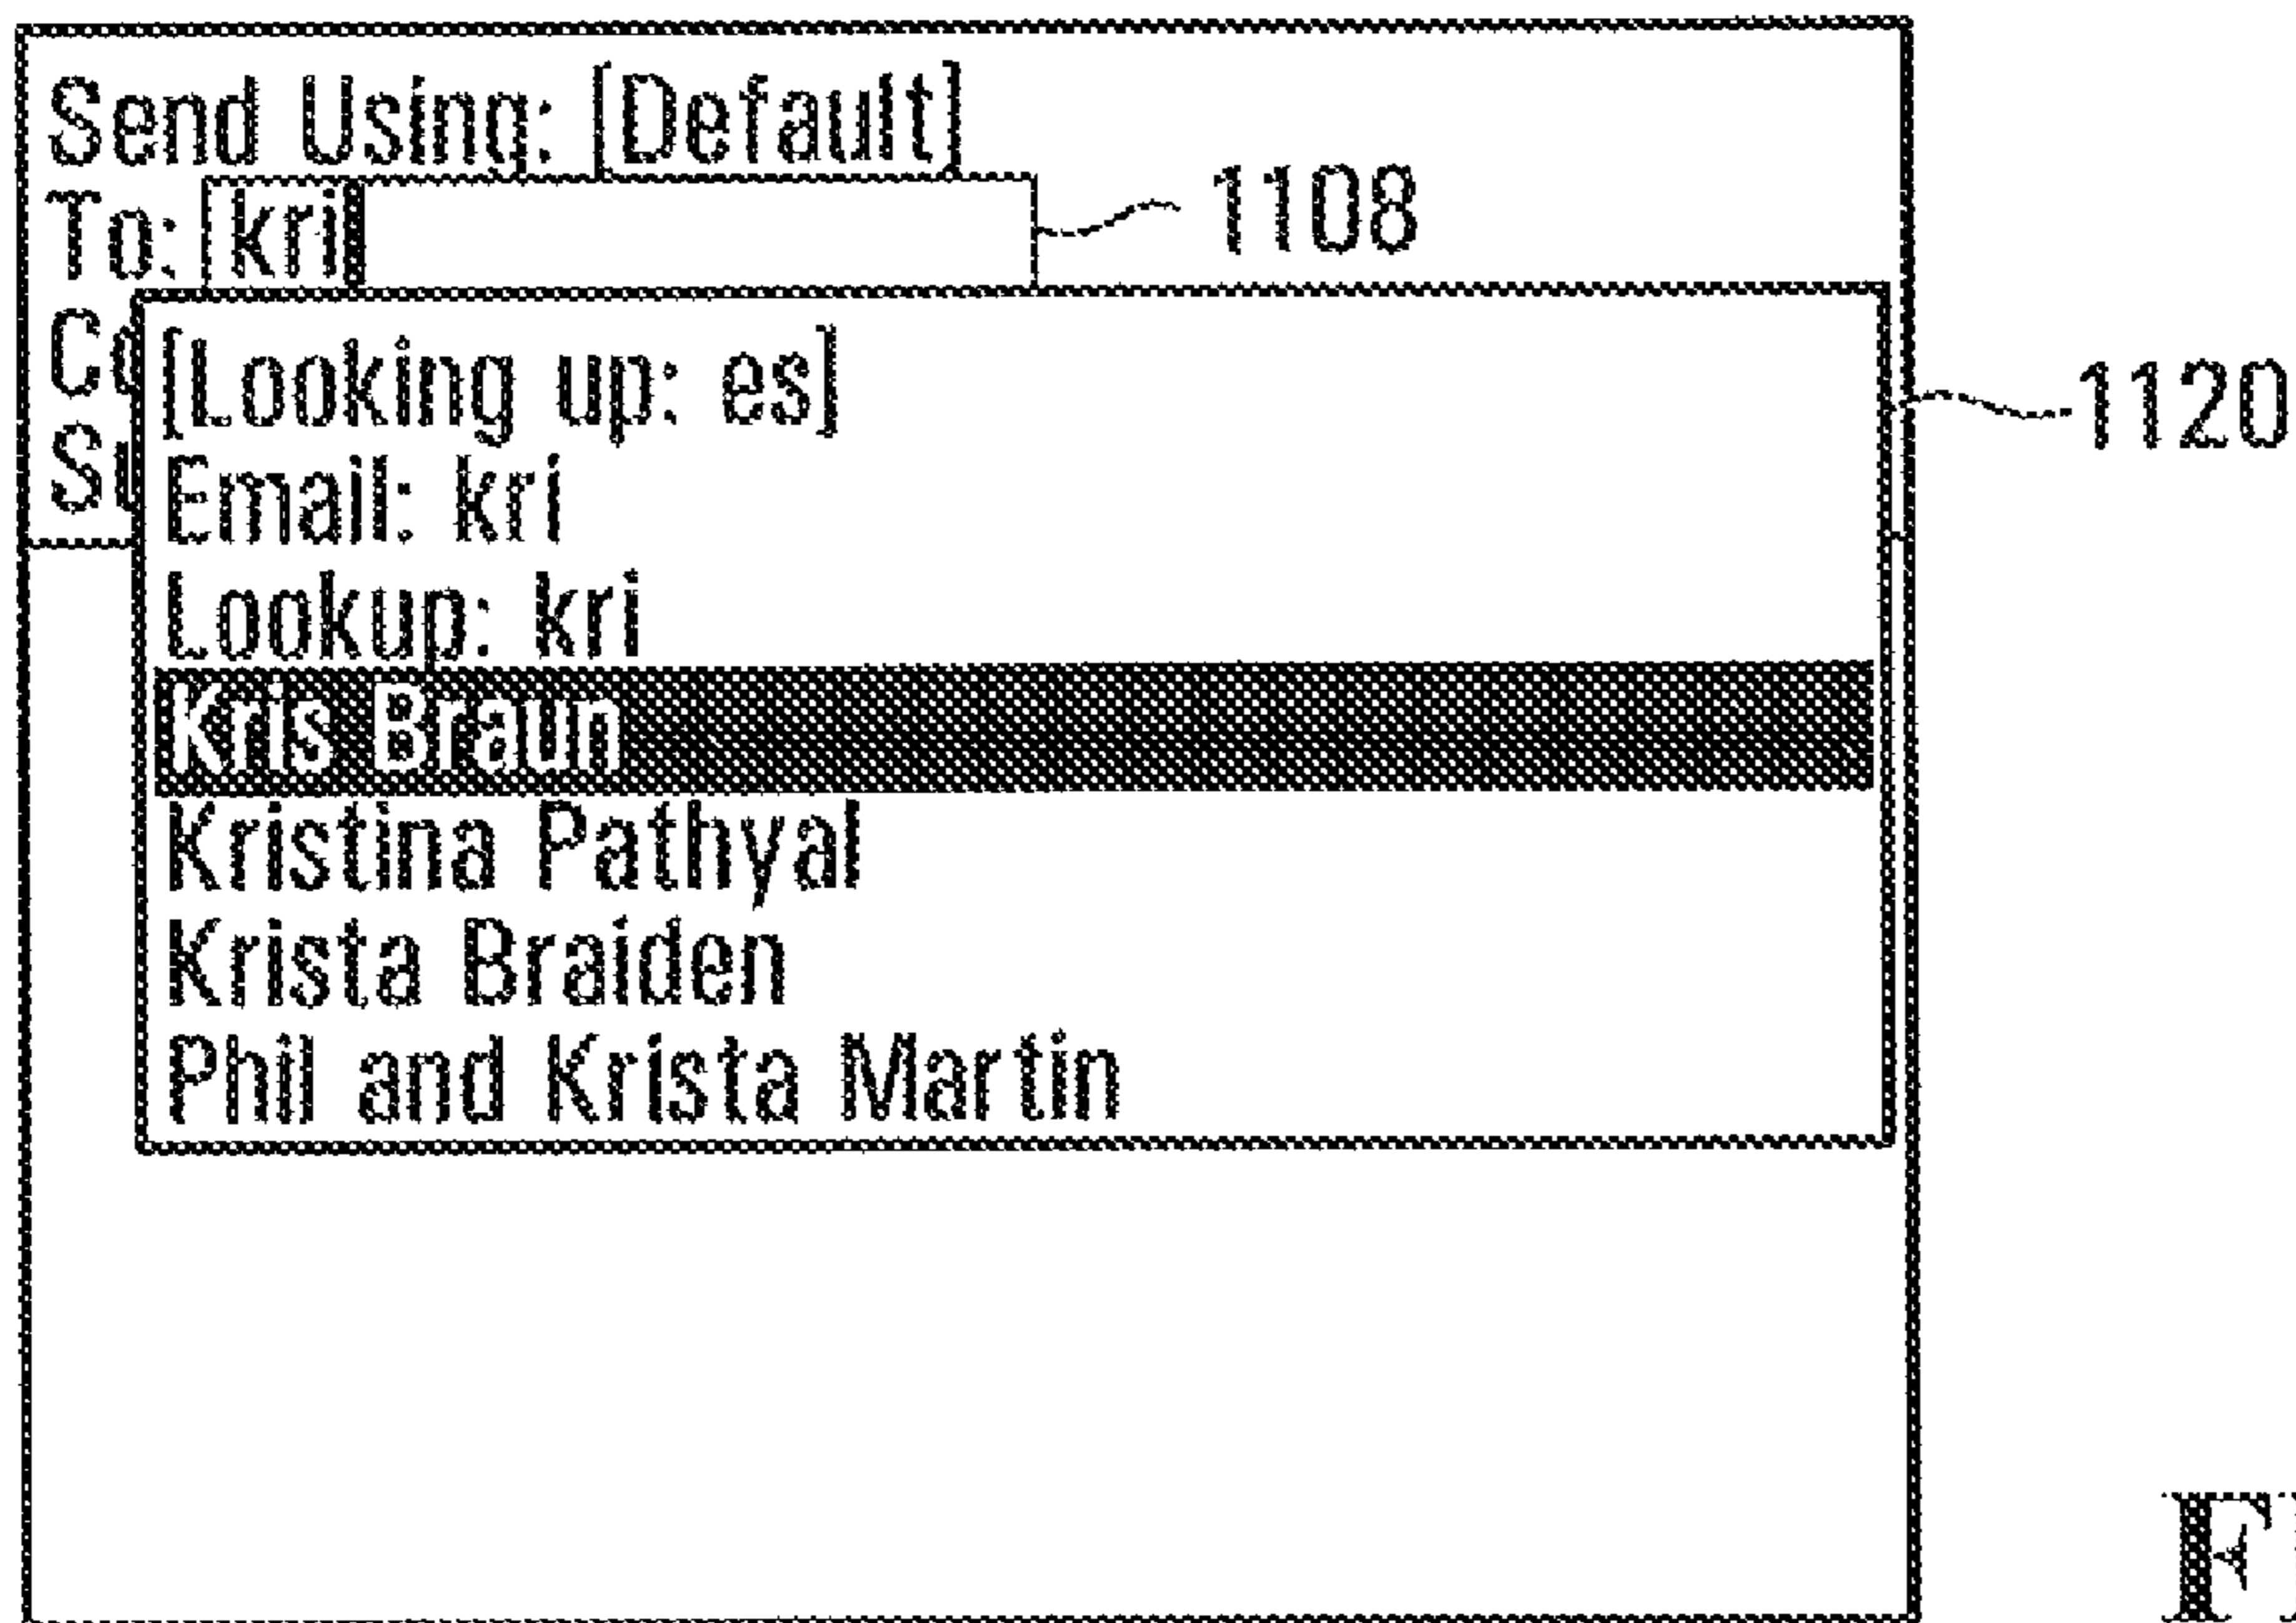 Send Using: [Default]
To: kri
1108
[Looking up: es]
1120
Email: kri
Lookup: kri
Kris Braun
Kristina Pathyal
Krista Braiden
Phil and Krista Martin